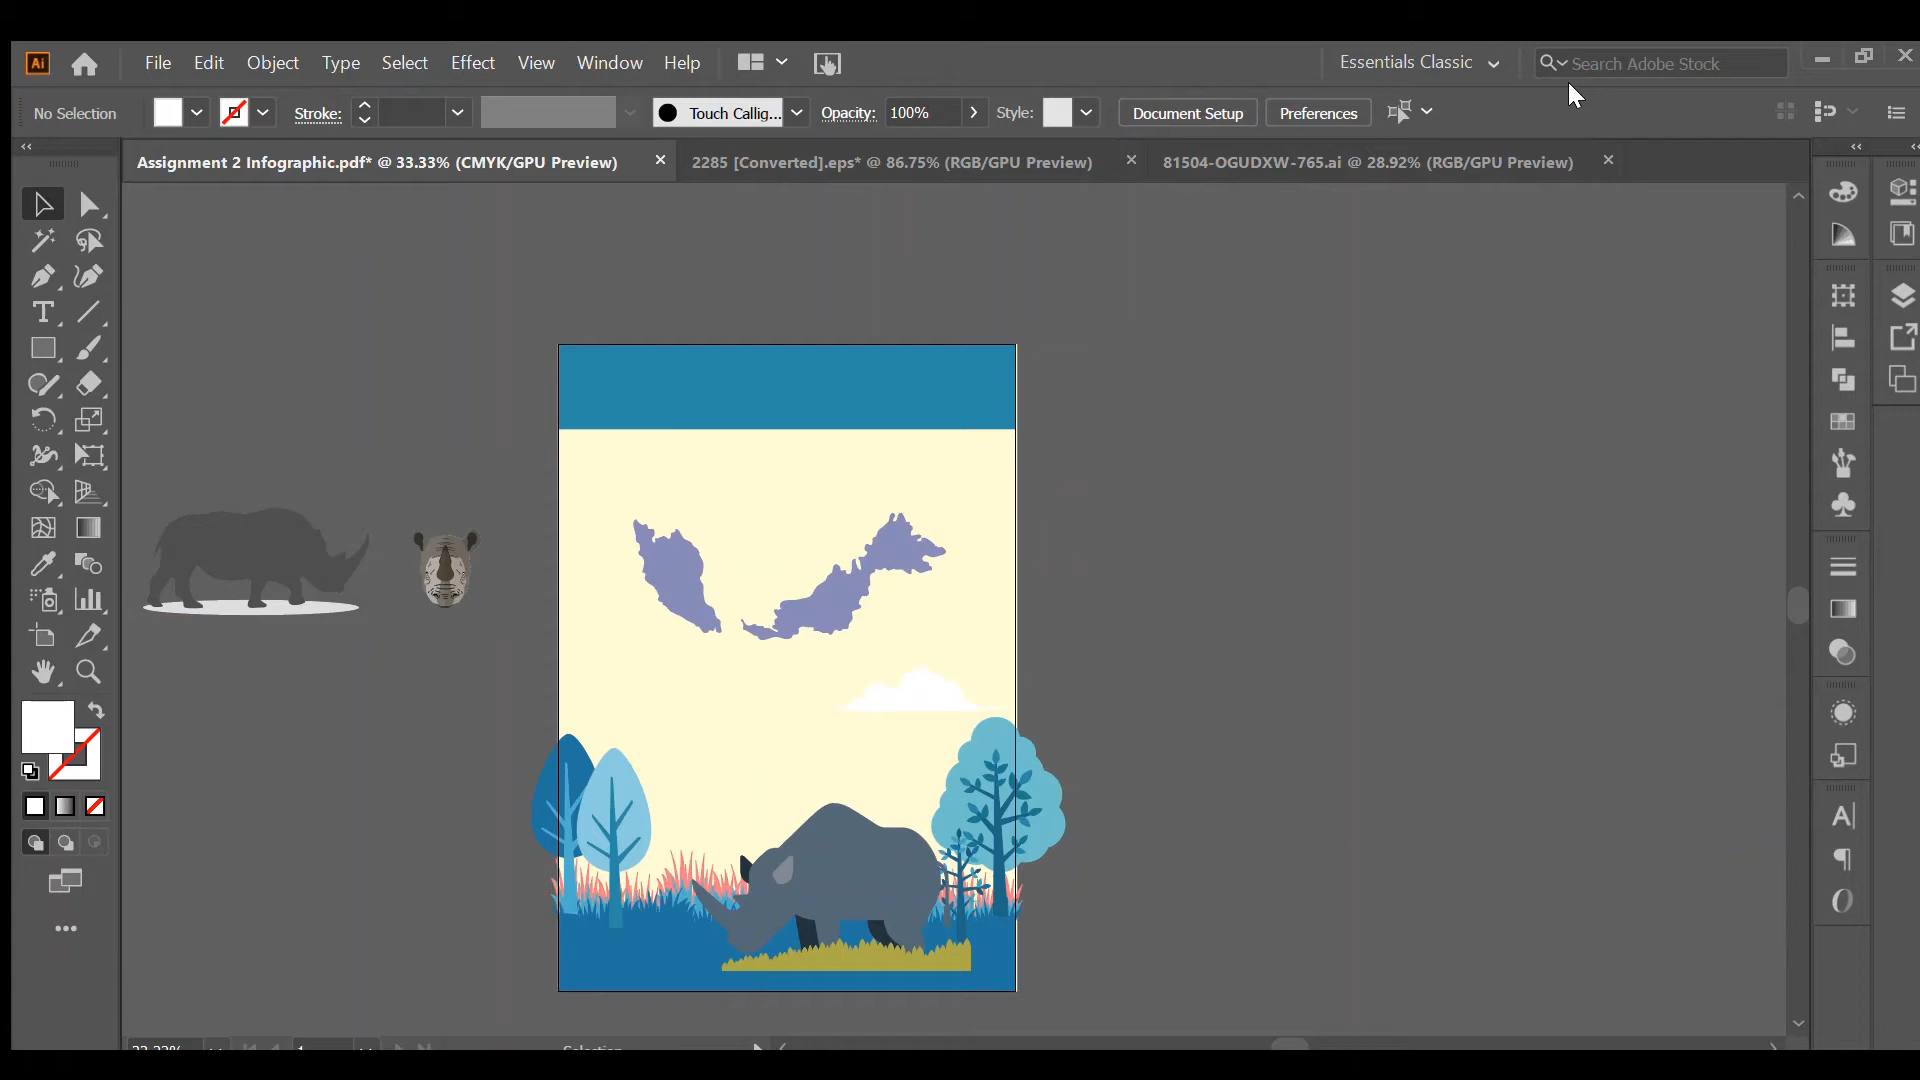 Ai File Edit Object Type Select Effect View Window Help Essentials Classic Search Adobe Stock
No Selection Stroke: Touch Callig... Opacity: 100% Style: Document Setup Preferences
Assignment 2 Infographic.pdf* @ 33.33% (CMYK/GPU Preview) 2285 [Converted].eps* @ 86.75% (RGB/GPU Preview) 81504-OGUDXW-765.ai @ 28.92% (RGB/GPU Preview)